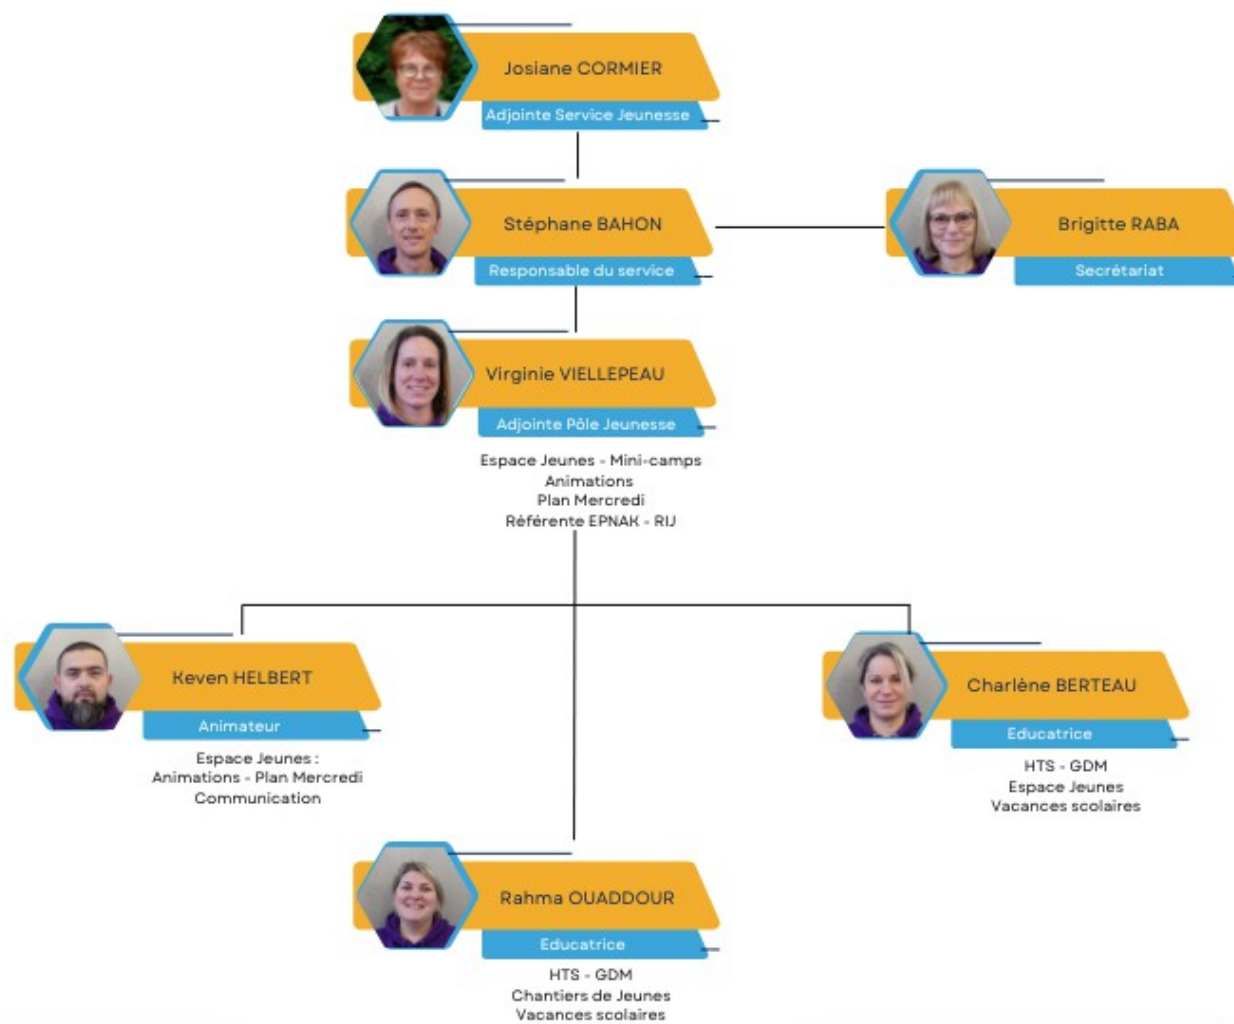 Josiane CORMIER
Adjointe Service Jeunesse
Stéphane BAHON
Responsable du service
Brigitte RABA
Secrétariat
Virginie VIELLEPEAU
Adjointe Pôle Jeunesse
Espace Jeunes - Mini-camps
Animations
Plan Mercredi
Référente EPNAK - RIJ
Keven HELBERT
Animateur
Espace Jeunes :
Animations - Plan Mercredi
Communication
Charlène BERTEAU
Educatrice
HTS - GDM
Espace Jeunes
Vacances scolaires
Rahma OUADDOUR
Educatrice
HTS - GDM
Chantiers de Jeunes
Vacances scolaires